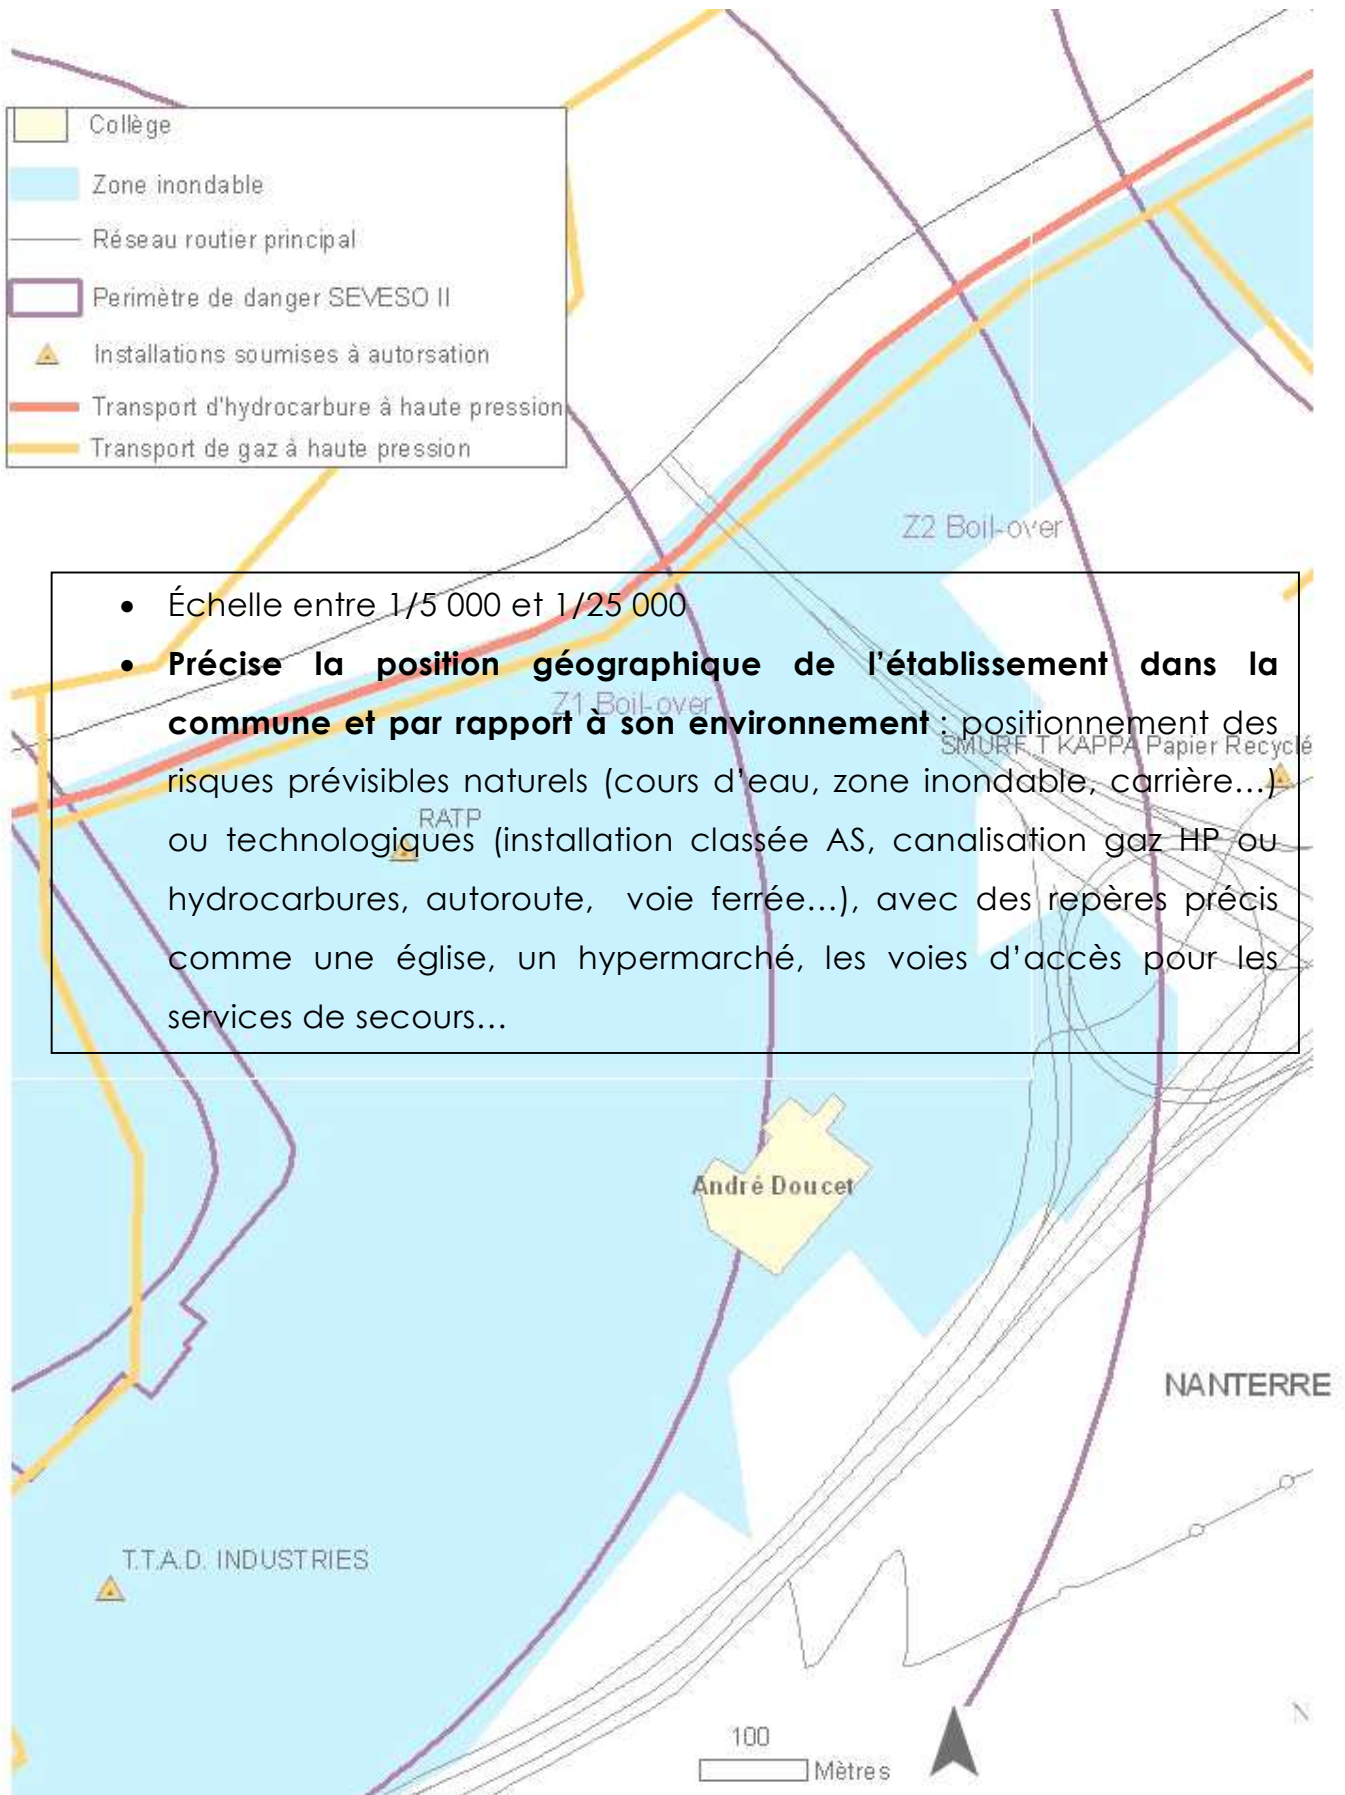 Collège
Zone inondable
Réseau routier principal
Perimètre de danger SEVESO II
Installations soumises à autorsation
Transport d'hydrocarbure à haute pression
Transport de gaz à haute pression
Z2 Boil-over
• Échelle entre 1/5 000 et 1/25 000
• Précise la position géographique de l'établissement dans la
commune et par rapport à son environnement : positionnement des
risques prévisibles naturels (cours d'eau, zone inondable, carrière…)
ou technologiques (installation classée AS, canalisation gaz HP ou
hydrocarbures, autoroute, voie ferrée…), avec des repères précis
comme une église, un hypermarché, les voies d'accès pour les
services de secours…
Z1 Boil-over
SMURFIT KAPPA Papier Recyclé
RATP
André Doucet
NANTERRE
T.T.A.D. INDUSTRIES
N
100
Mètres